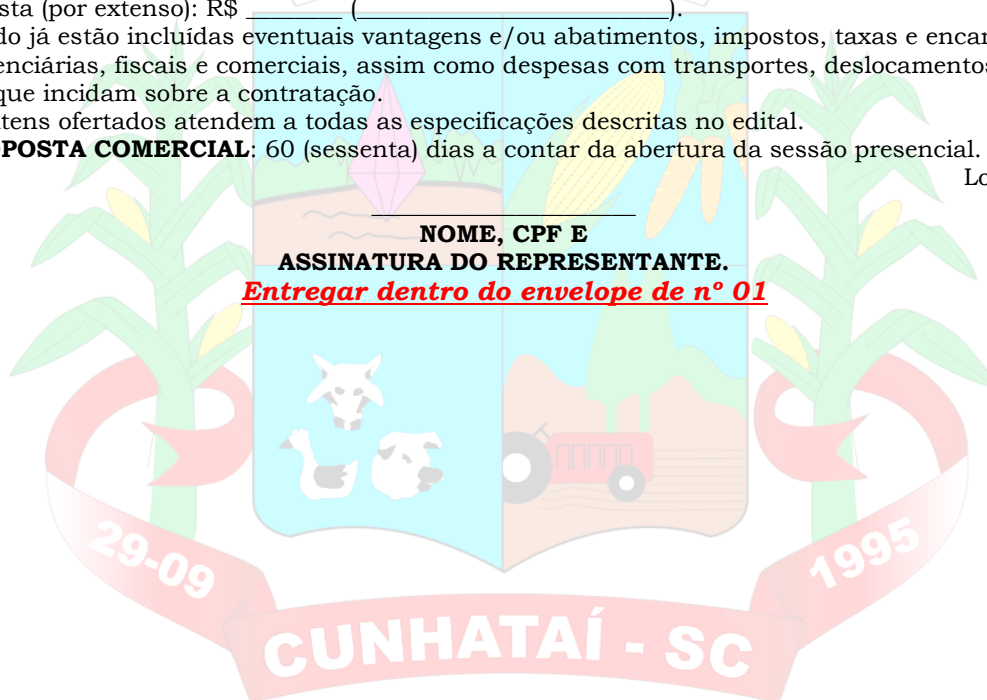 sta (por extenso): R$ ________ (__________________________).
do já estão incluídas eventuais vantagens e/ou abatimentos, impostos, taxas e encar
enciárias, fiscais e comerciais, assim como despesas com transportes, deslocamentos
que incidam sobre a contratação.
tens ofertados atendem a todas as especificações descritas no edital.
POSTA COMERCIAL: 60 (sessenta) dias a contar da abertura da sessão presencial.
Lo
______________________
NOME, CPF E
ASSINATURA DO REPRESENTANTE.
Entregar dentro do envelope de nº 01
29-09
1995
CUNHATAÍ - SC